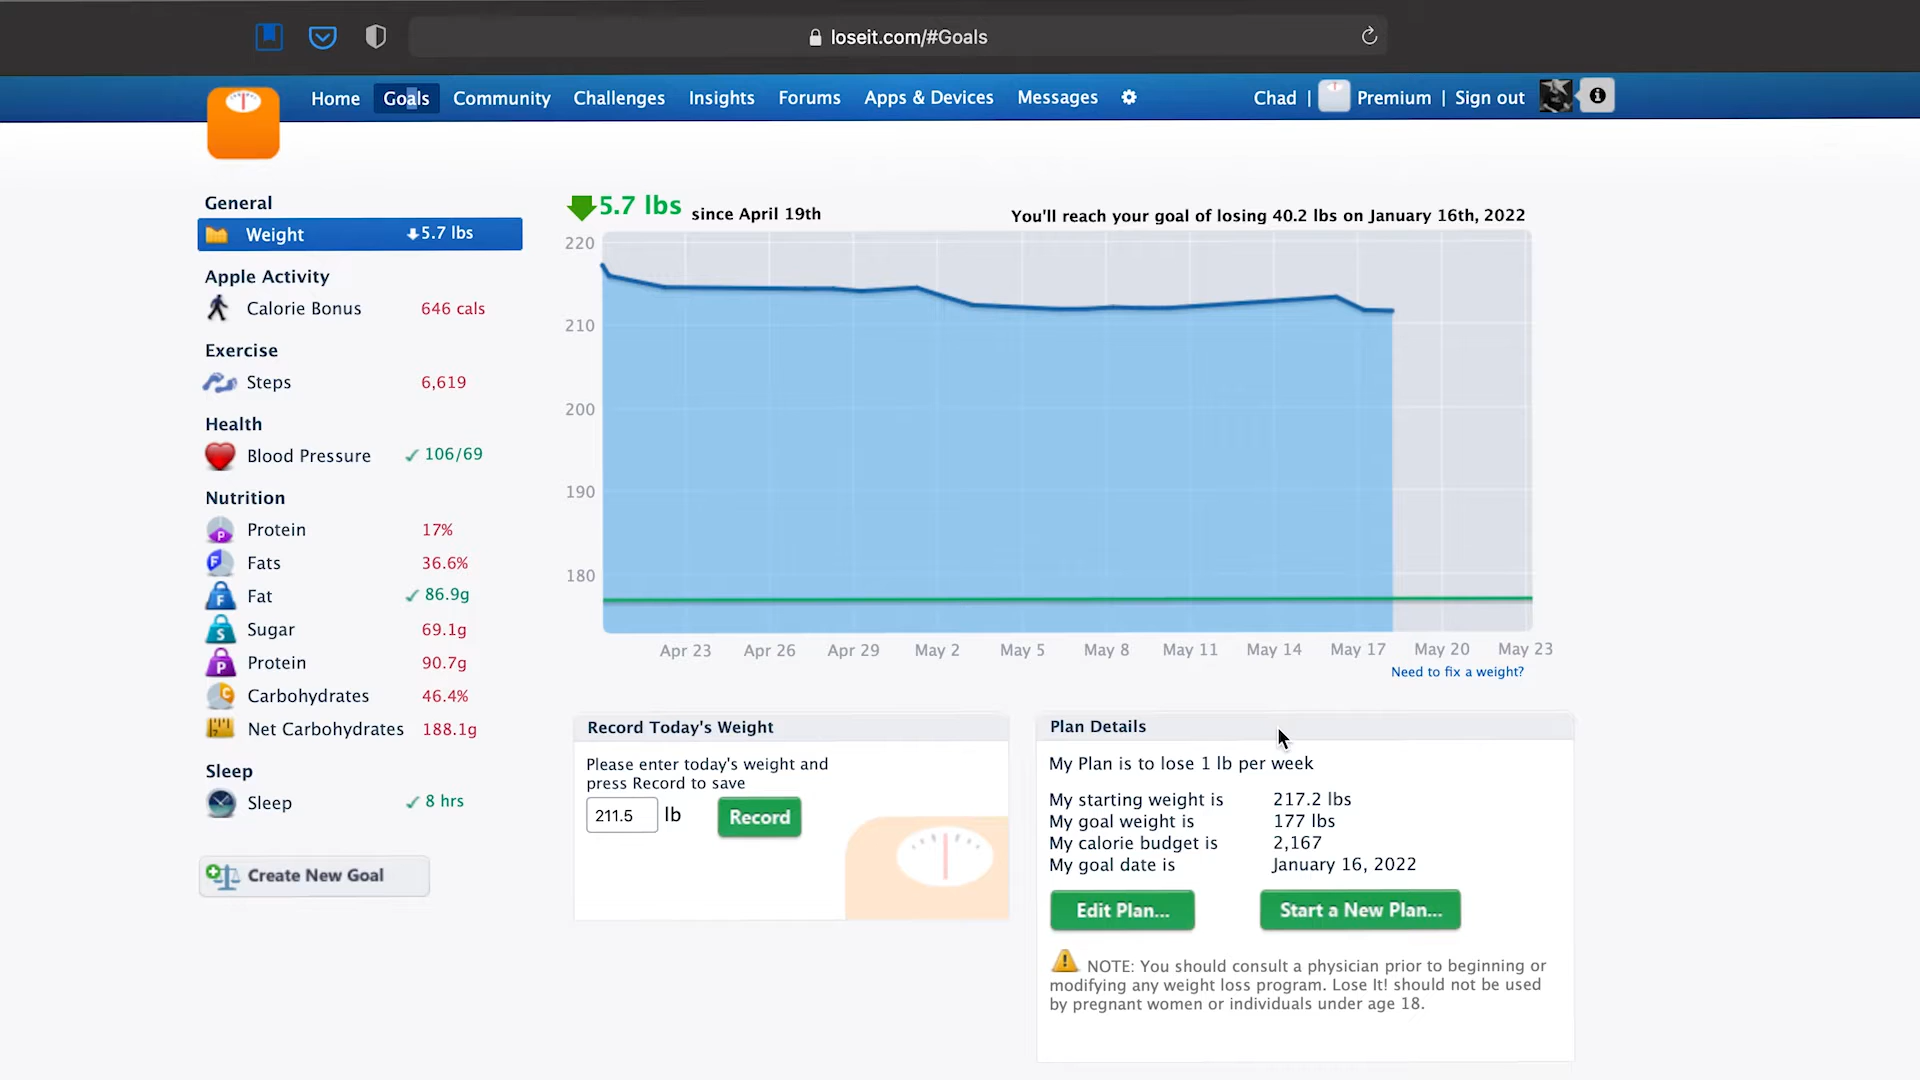 loseit.com/#Goals
Home Goals Community Challenges Insights Forums Apps & Devices Messages Chad | Premium | Sign out
General
Weight 5.7 lbs
Apple Activity
Calorie Bonus 646 cals
Exercise
Steps 6,619
Health
Blood Pressure 106/69
Nutrition
P Protein 17%
F Fats 36.6%
F Fat 86.9g
S Sugar 69.1g
P Protein 90.7g
C Carbohydrates 46.4%
Net Carbohydrates 188.1g
Sleep
Sleep 8 hrs
Create New Goal
5.7 lbs since April 19th
You'll reach your goal of losing 40.2 lbs on January 16th, 2022
220
210
200
190
180
Apr 23 Apr 26 Apr 29 May 2 May 5 May 8 May 11 May 14 May 17 May 20 May 23
Need to fix a weight?
Record Today's Weight
Please enter today's weight and
press Record to save
211.5 lb Record
Plan Details
My Plan is to lose 1 lb per week
My starting weight is 217.2 lbs
My goal weight is 177 lbs
My calorie budget is 2,167
My goal date is January 16, 2022
Edit Plan... Start a New Plan...
NOTE: You should consult a physician prior to beginning or
modifying any weight loss program. Lose It! should not be used
by pregnant women or individuals under age 18.